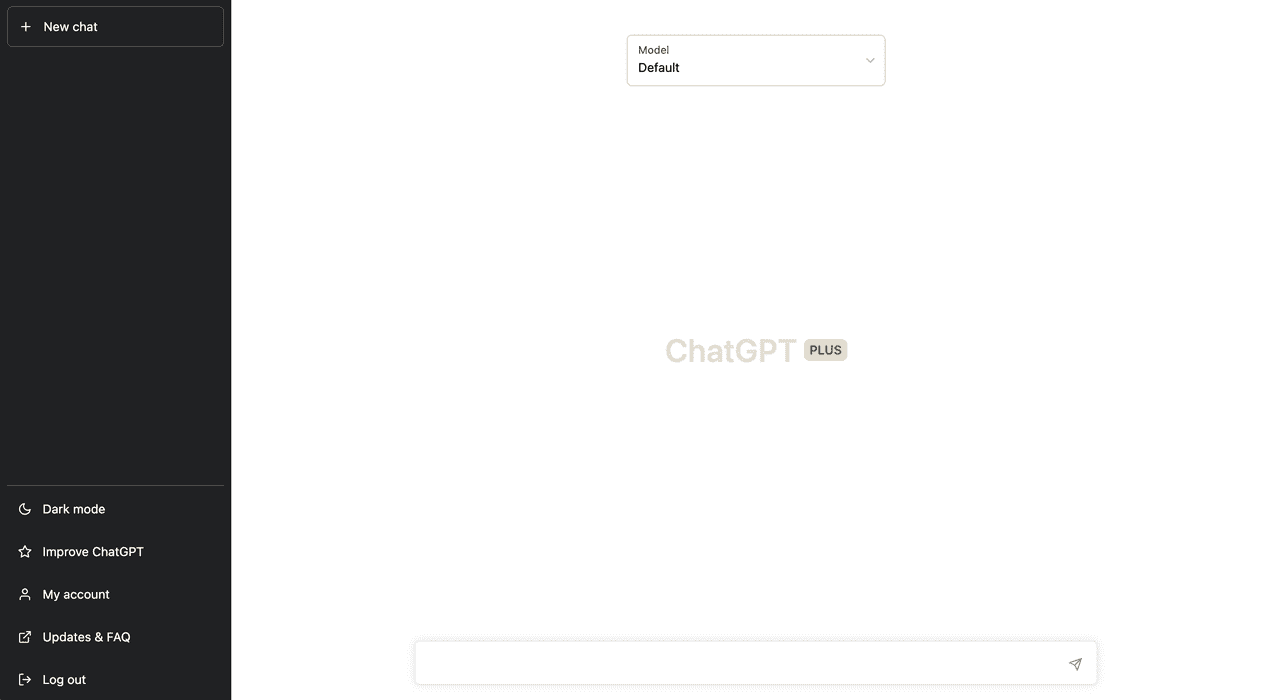 New chat
Model
Default
ChatGPT PLUS
Dark mode
Improve ChatGPT
My account
Updates & FAQ
Log out